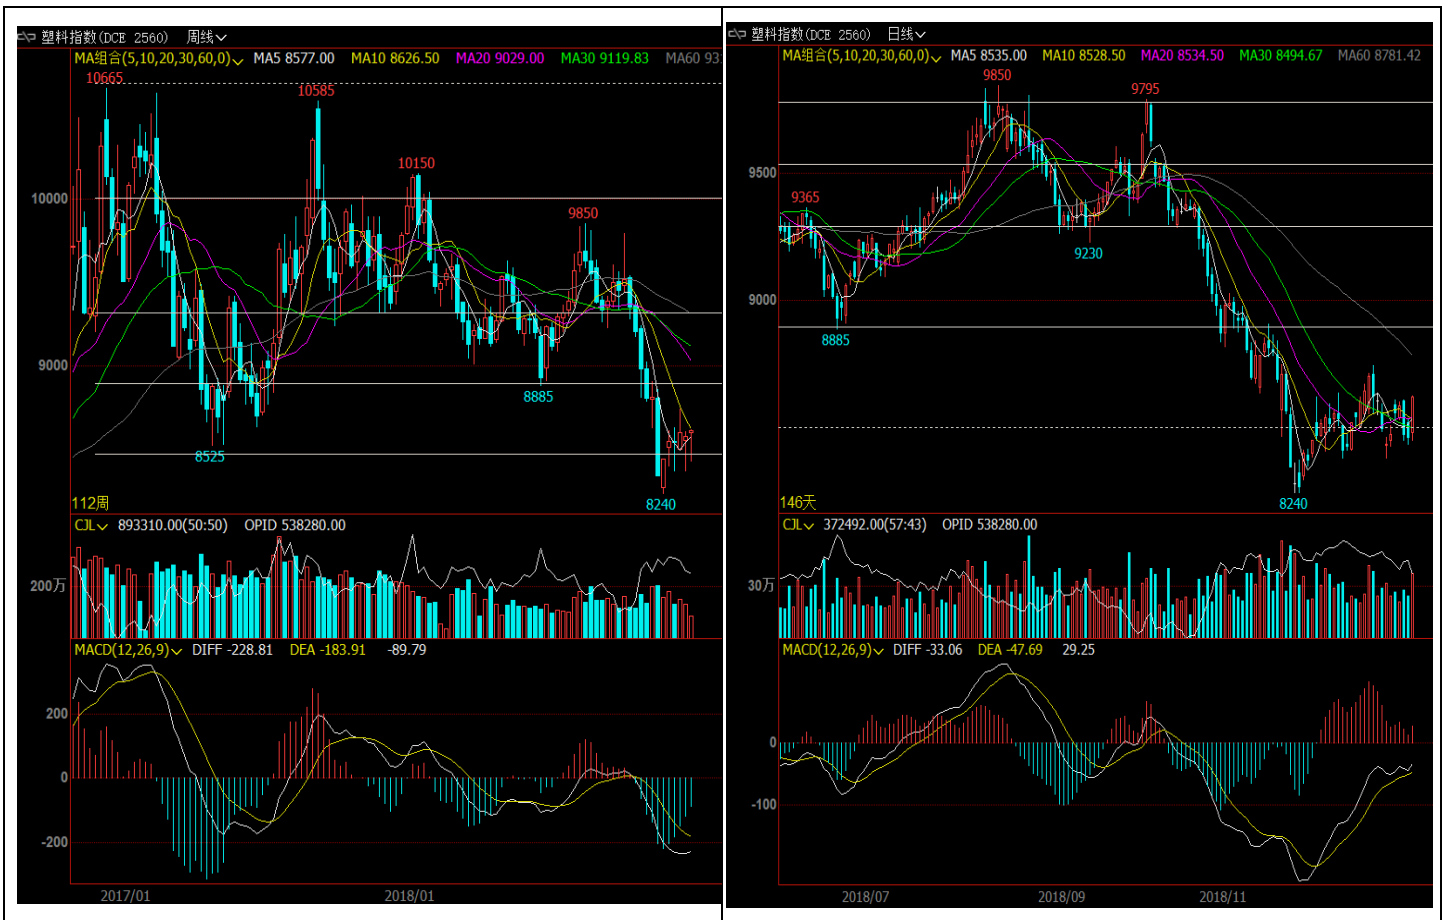 塑料指数(DCE 2560) 周线
MA组合(5,10,20,30,60,0) MA5 8577.00 MA10 8626.50 MA20 9029.00 MA30 9119.83 MA60 93
10665
10585
10150
10000
9850
9000
8885
8525
8240
112周
CJL 893310.00(50:50) OPID 538280.00
200万
MACD(12,26,9) DIFF -228.81 DEA -183.91 -89.79
200
0
-200
2017/01 2018/01
塑料指数(DCE 2560) 日线
MA组合(5,10,20,30,60,0) MA5 8535.00 MA10 8528.50 MA20 8534.50 MA30 8494.67 MA60 8781.42
9850
9795
9500
9365
9230
9000
8885
8240
146天
CJL 372492.00(57:43) OPID 538280.00
30万
MACD(12,26,9) DIFF -33.06 DEA -47.69 29.25
0
-100
2018/07 2018/09 2018/11